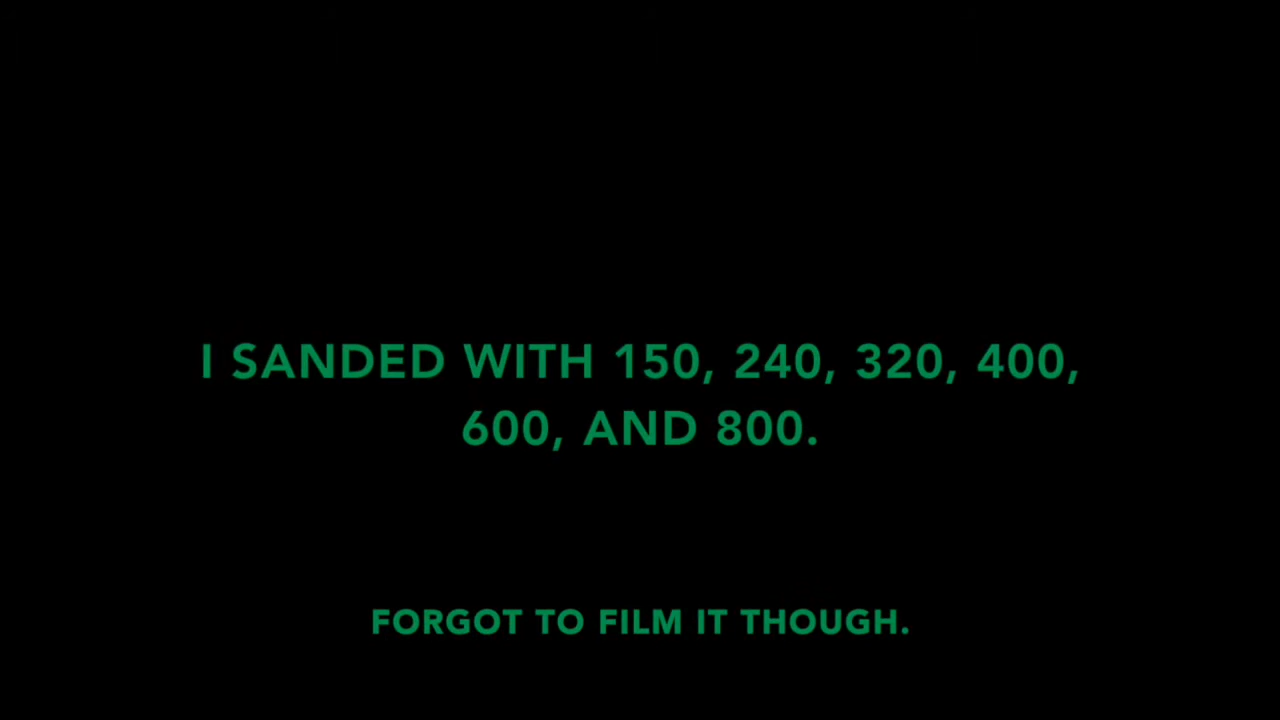 I SANDED WITH 150, 240, 320, 400,
600, AND 800.
FORGOT TO FILM IT THOUGH.